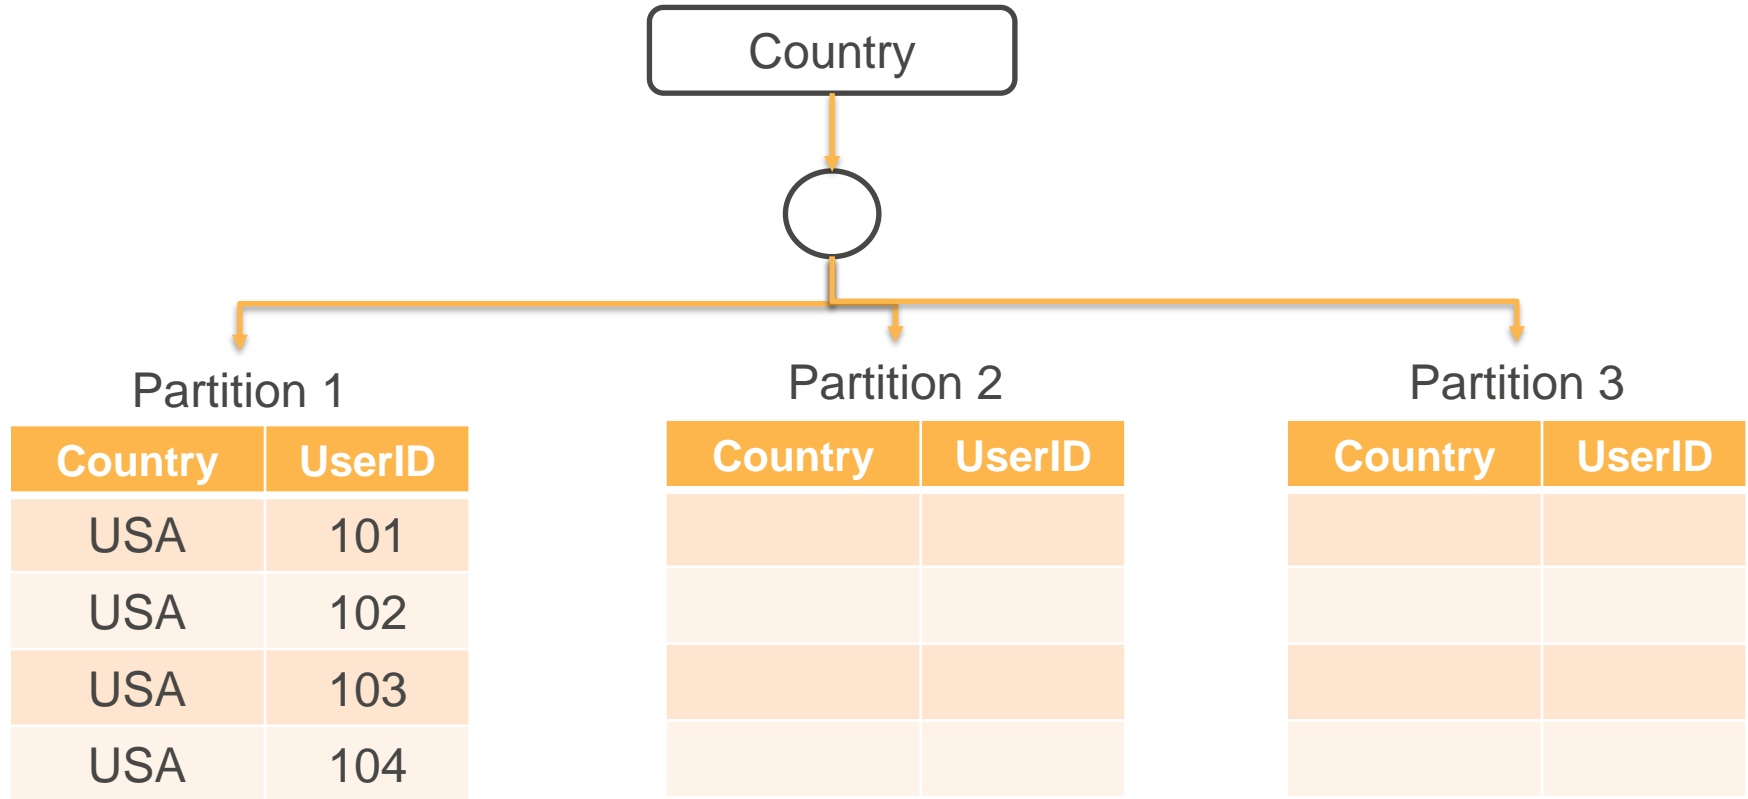 Country
Partition 1
Partition 2
Partition 3
Country UserID
Country UserID
Country UserID
USA 101
USA 102
USA 103
USA 104